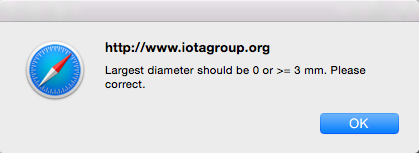 http://www.iotagroup.org
Largest diameter should be 0 or >= 3 mm. Please
correct.
OK